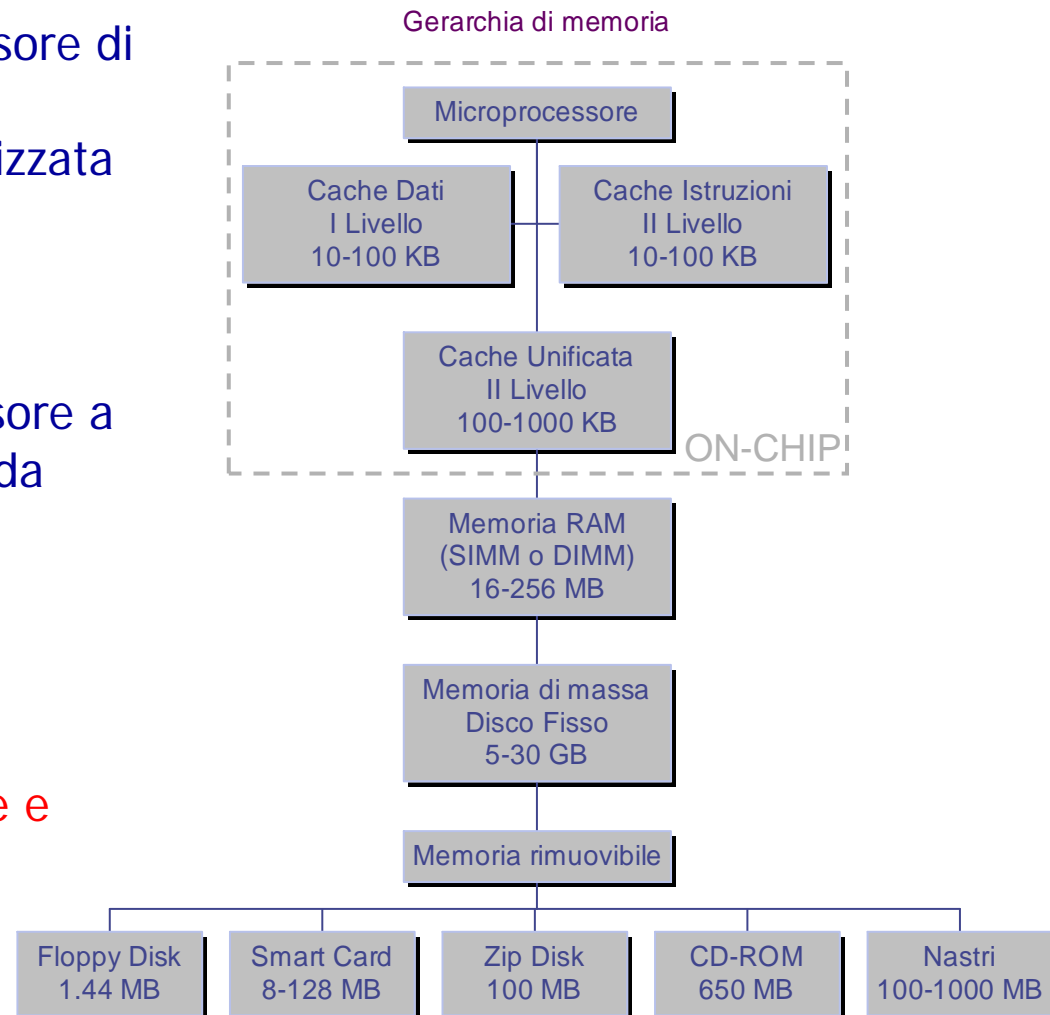 Gerarchia di memoria
sore di
izzata
sore a
da
e e
Microprocessore
Cache Dati
I Livello
10-100 KB
Cache Istruzioni
II Livello
10-100 KB
Cache Unificata
II Livello
100-1000 KB
ON-CHIP
Memoria RAM
(SIMM o DIMM)
16-256 MB
Memoria di massa
Disco Fisso
5-30 GB
Memoria rimuovibile
Floppy Disk
1.44 MB
Smart Card
8-128 MB
Zip Disk
100 MB
CD-ROM
650 MB
Nastri
100-1000 MB